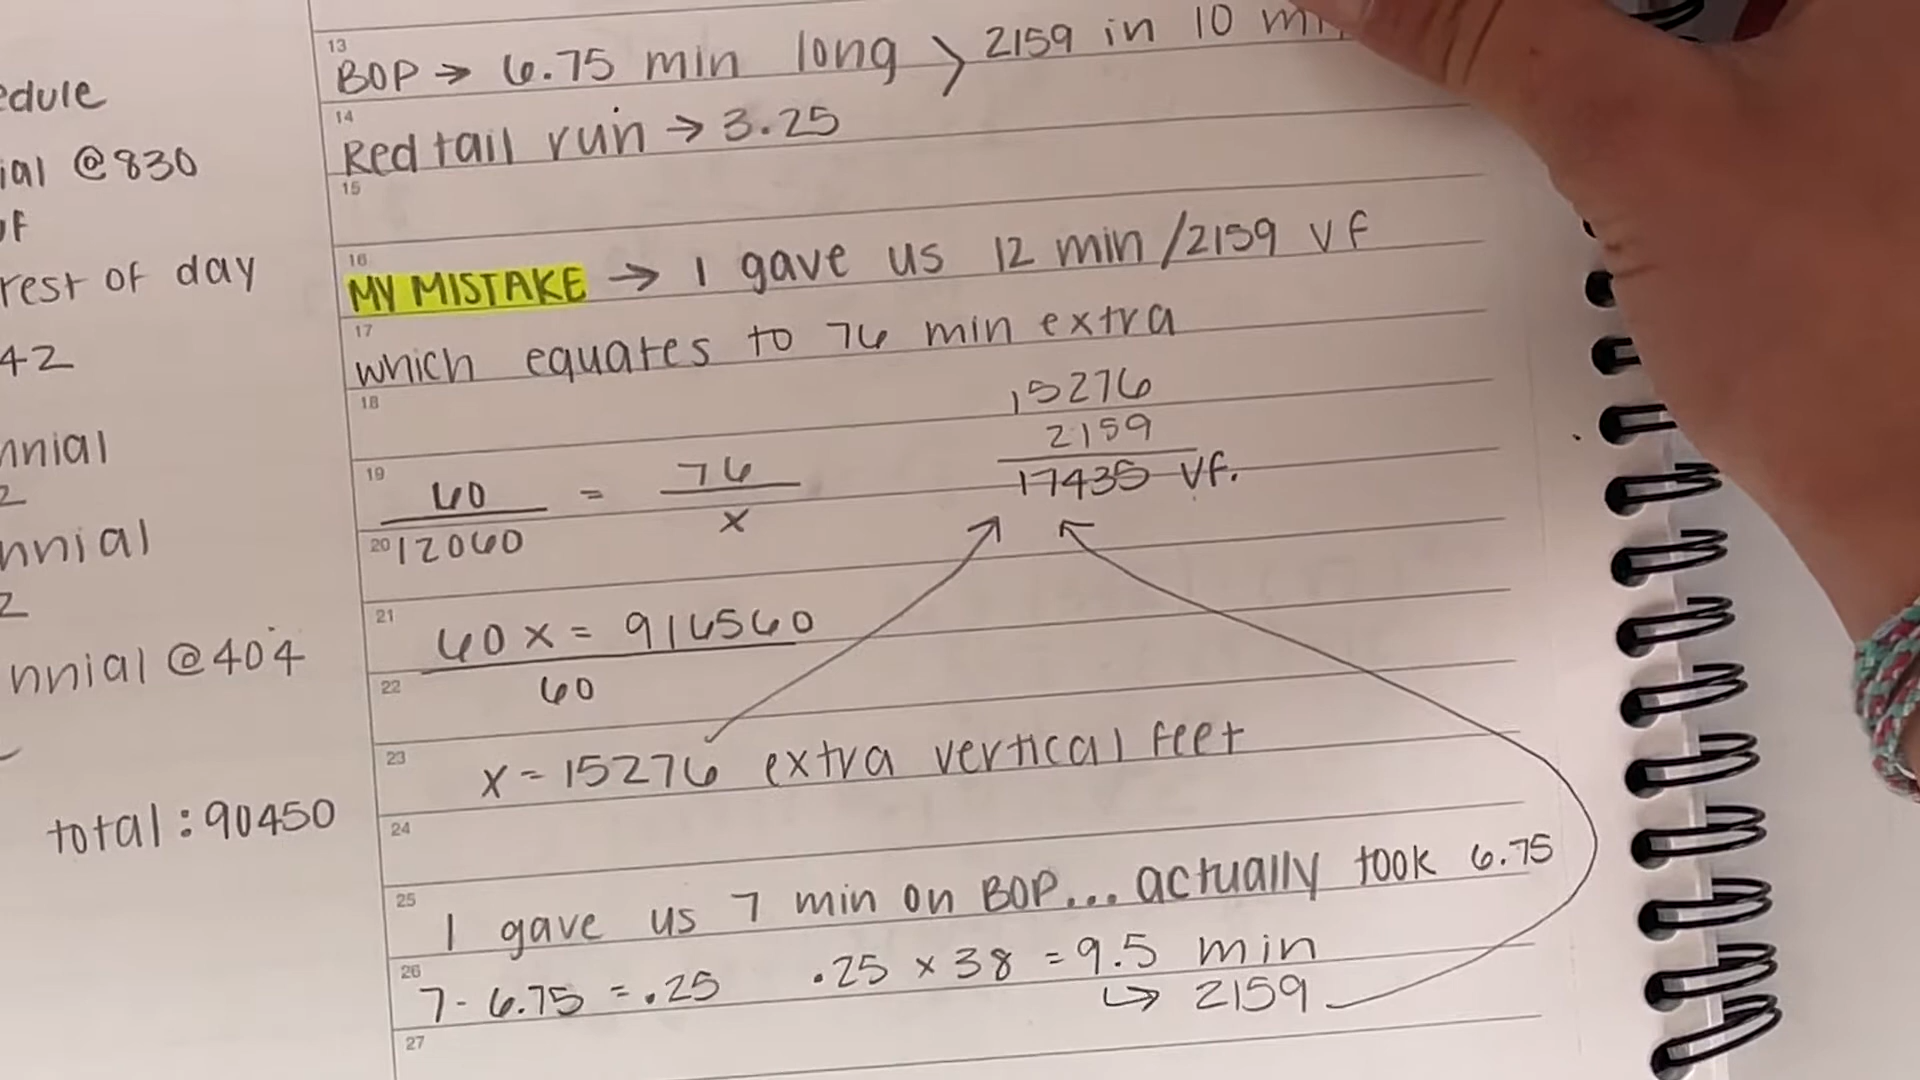 edule
ial @830
rest of day
42
nnial
2
nnial
2
nnial @404
total: 90450
13
BOP → 6.75 min long > 2159 in 10 mi
14
Red tail run → 3.25
15
16
MY MISTAKE → I gave us 12 min /2159 vf
17
which equates to 76 min extra
18
15276
2159
17435 vf.
19
60 = 76
20
12060 x
21
60x = 916560
22
60
23
x = 15276 extra vertical feet
24
25
I gave us 7 min on BOP... actually took 6.75
26
7 - 6.75 = .25 .25 × 38 = 9.5 min
↳ 2159
27